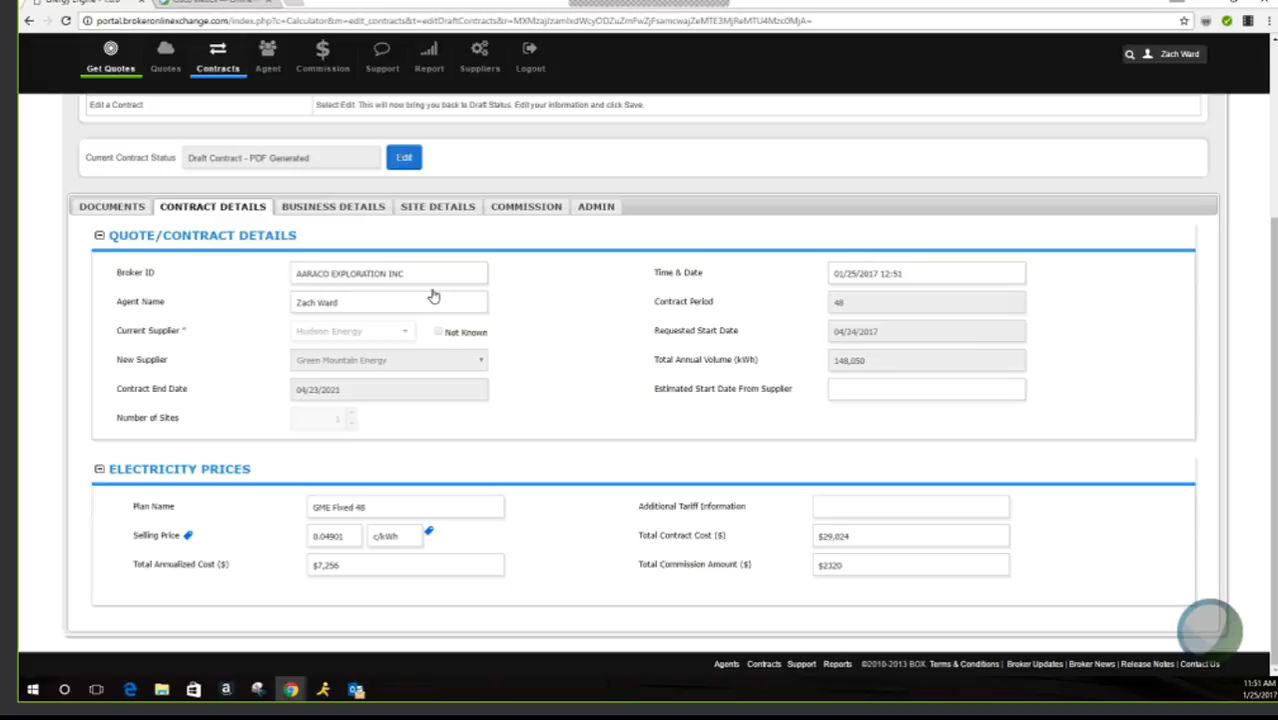 portal.brokeronlinexchange.com/index.php?c=Calculator&m=edit_contracts&t=editDraftContracts&r=
Get Quotes Quotes Contracts Agent Commission Support Report Suppliers Logout Zach Ward
Edit a Contract Select Edit. This will now bring you back to Draft Status. Edit your information and click Save.
Current Contract Status Draft Contract - PDF Generated Edit
DOCUMENTS CONTRACT DETAILS BUSINESS DETAILS SITE DETAILS COMMISSION ADMIN
QUOTE/CONTRACT DETAILS
Broker ID AARACO EXPLORATION INC Time & Date 01/25/2017 12:51
Agent Name Zach Ward Contract Period 48
Current Supplier * Hudson Energy Not Known Requested Start Date 04/24/2017
New Supplier Green Mountain Energy Total Annual Volume (kWh) 148,050
Contract End Date 04/23/2021 Estimated Start Date From Supplier
Number of Sites 1
ELECTRICITY PRICES
Plan Name GME Fixed 48 Additional Tariff Information
Selling Price 0.04901 c/kWh Total Contract Cost ($) $29,024
Total Annualized Cost ($) $7,256 Total Commission Amount ($) $2320
Agents Contracts Support Reports ©2010-2013 BOX. Terms & Conditions | Broker Updates | Broker News | Release Notes | Contact Us
11:51 AM
1/25/2017